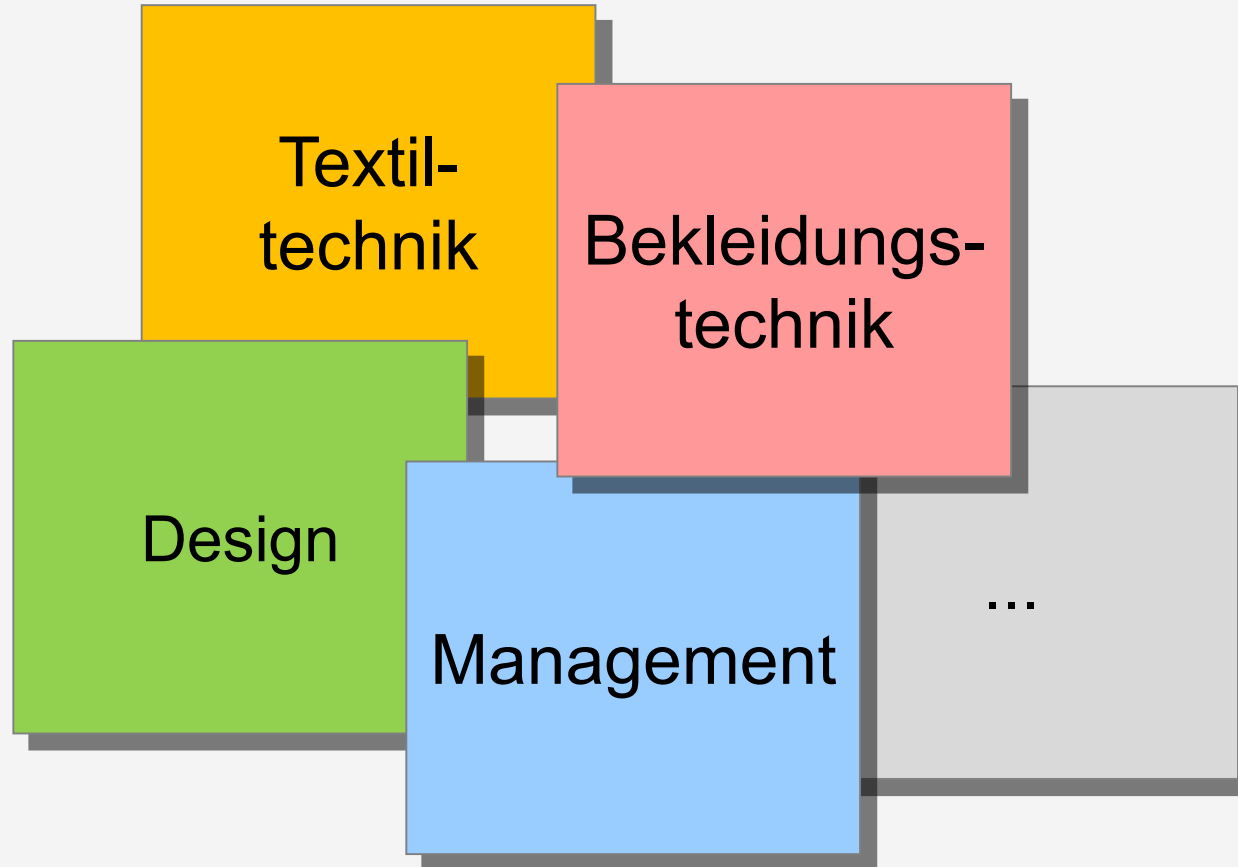 Textil-
technik
Bekleidungs-
technik
Design
Management
...